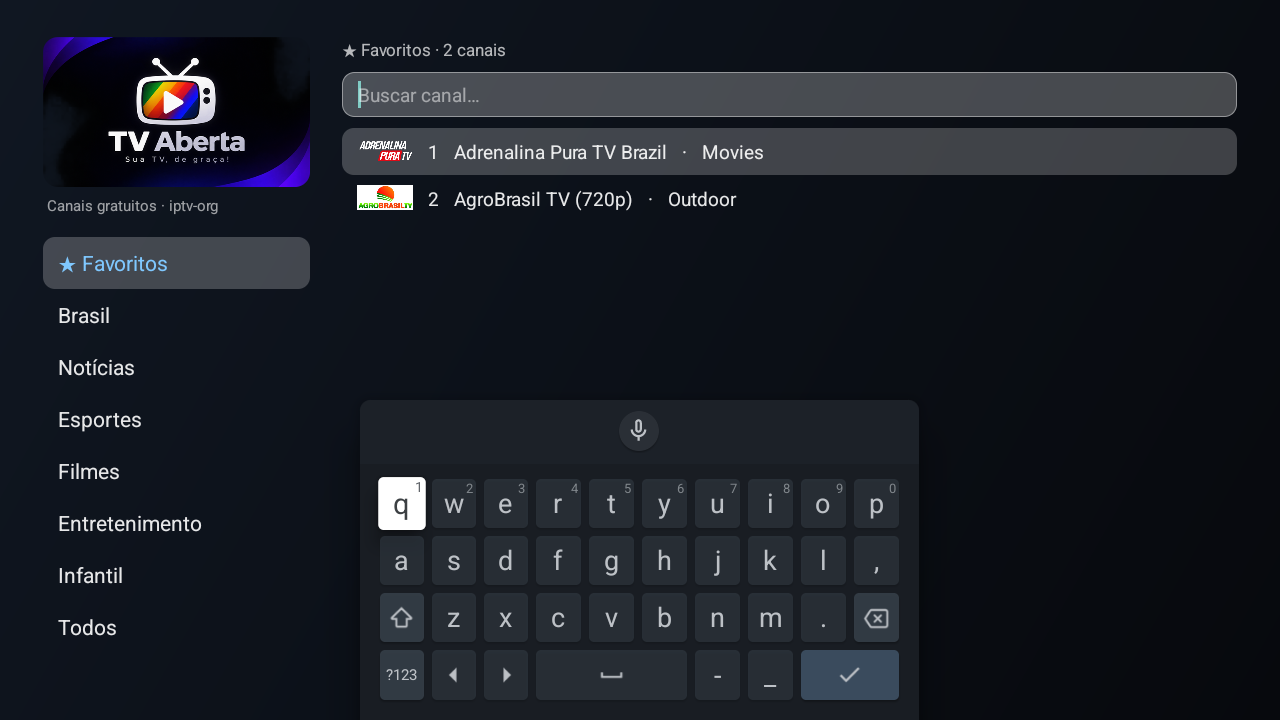 TV Aberta
Sua TV, de graça!
Canais gratuitos · iptv-org
★ Favoritos
Brasil
Notícias
Esportes
Filmes
Entretenimento
Infantil
Todos
★ Favoritos · 2 canais
Buscar canal…
ADRENALINA
PURA TV
1 Adrenalina Pura TV Brazil · Movies
AGROBRASILTV
2 AgroBrasil TV (720p) · Outdoor
q 1 w 2 e 3 r 4 t 5 y 6 u 7 i 8 o 9 p 0
a s d f g h j k l ,
z x c v b n m .
?123 - _